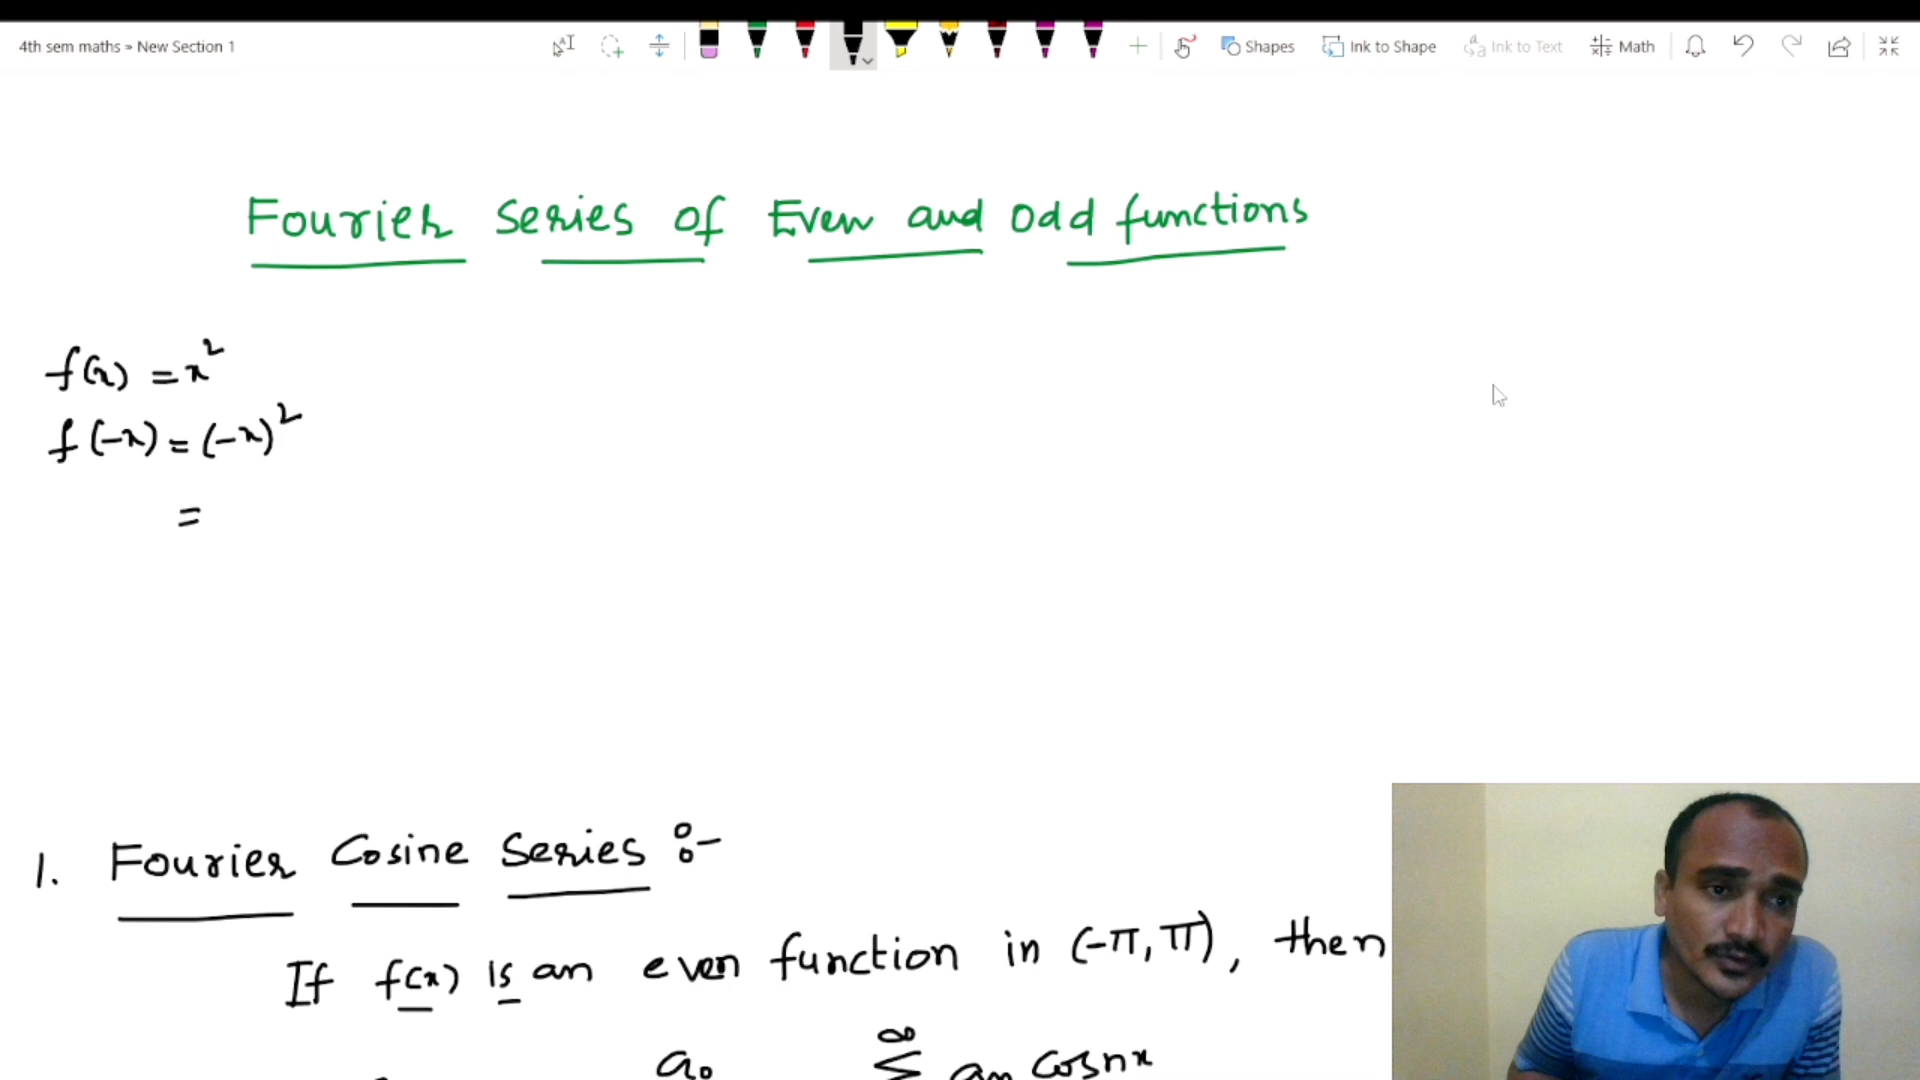 4th sem maths » New Section 1
Shapes Ink to Shape Ink to Text Math
Fourier series of Even and odd functions
f(x) = x²
f(-x) = (-x)²
=
1. Fourier Cosine Series :-
If f(x) is an even function in (-π, π), then
a₀ ∞ Σ aₙ cosnx